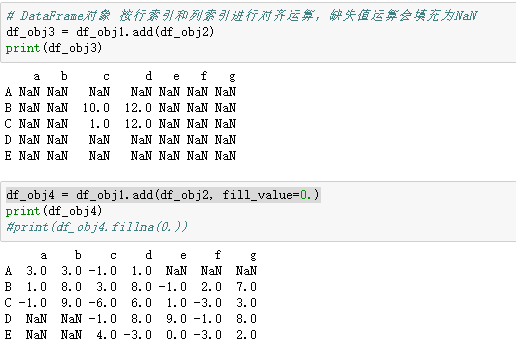 # DataFrame对象 按行索引和列索引进行对齐运算，缺失值运算会填充为NaN
df_obj3 = df_obj1.add(df_obj2)
print(df_obj3)
a b c d e f g
A NaN NaN NaN NaN NaN NaN NaN
B NaN NaN 10.0 12.0 NaN NaN NaN
C NaN NaN 1.0 12.0 NaN NaN NaN
D NaN NaN NaN NaN NaN NaN NaN
E NaN NaN NaN NaN NaN NaN NaN
df_obj4 = df_obj1.add(df_obj2, fill_value=0.)
print(df_obj4)
#print(df_obj4.fillna(0.))
a b c d e f g
A 3.0 3.0 -1.0 1.0 NaN NaN NaN
B 1.0 8.0 3.0 8.0 -1.0 2.0 7.0
C -1.0 9.0 -6.0 6.0 1.0 -3.0 3.0
D NaN NaN -1.0 8.0 9.0 -1.0 8.0
E NaN NaN 4.0 -3.0 0.0 -3.0 2.0